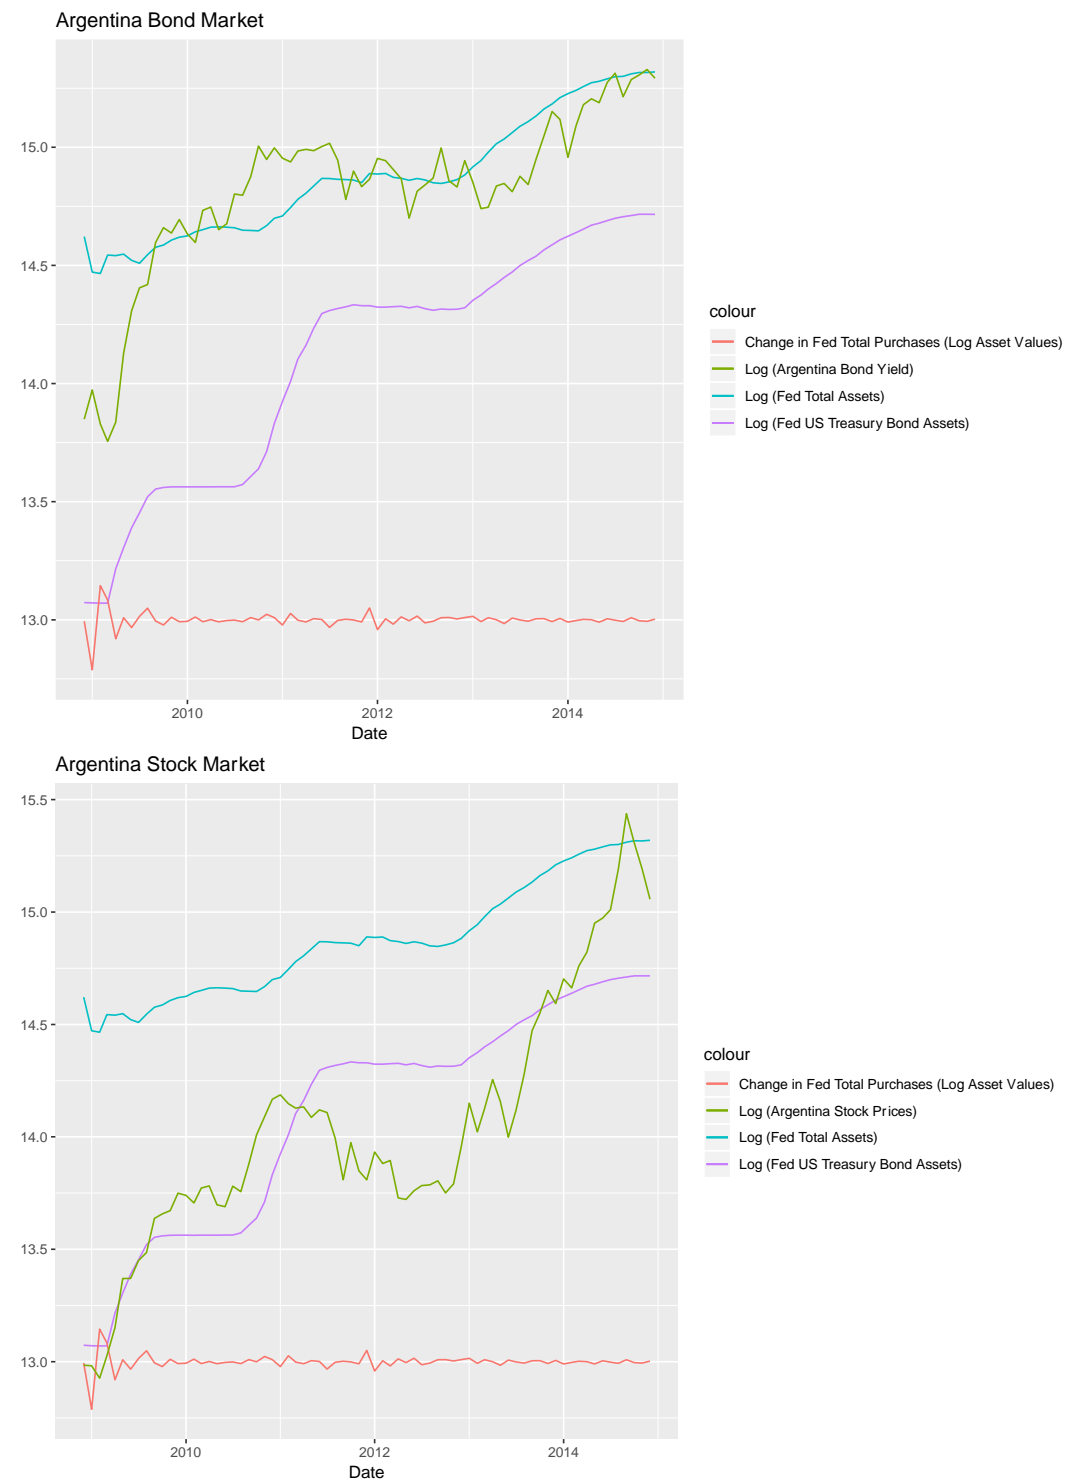 Argentina Bond Market
15.0
14.5
14.0
13.5
13.0
2010 2012 2014
Date
colour
Change in Fed Total Purchases (Log Asset Values)
Log (Argentina Bond Yield)
Log (Fed Total Assets)
Log (Fed US Treasury Bond Assets)
Argentina Stock Market
15.5
15.0
14.5
14.0
13.5
13.0
2010 2012 2014
Date
colour
Change in Fed Total Purchases (Log Asset Values)
Log (Argentina Stock Prices)
Log (Fed Total Assets)
Log (Fed US Treasury Bond Assets)